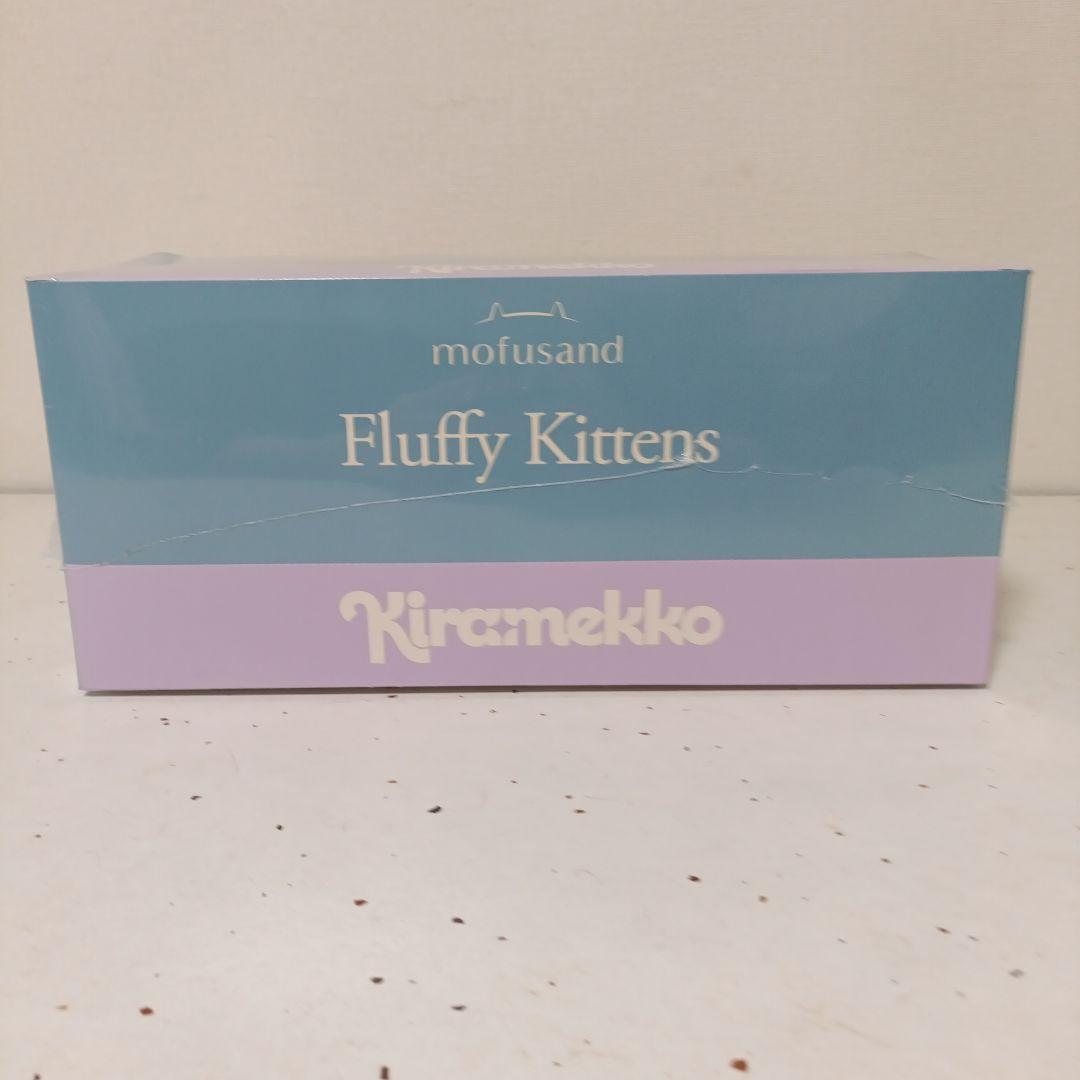 mofusand
Fluffy Kittens
Kiramekko